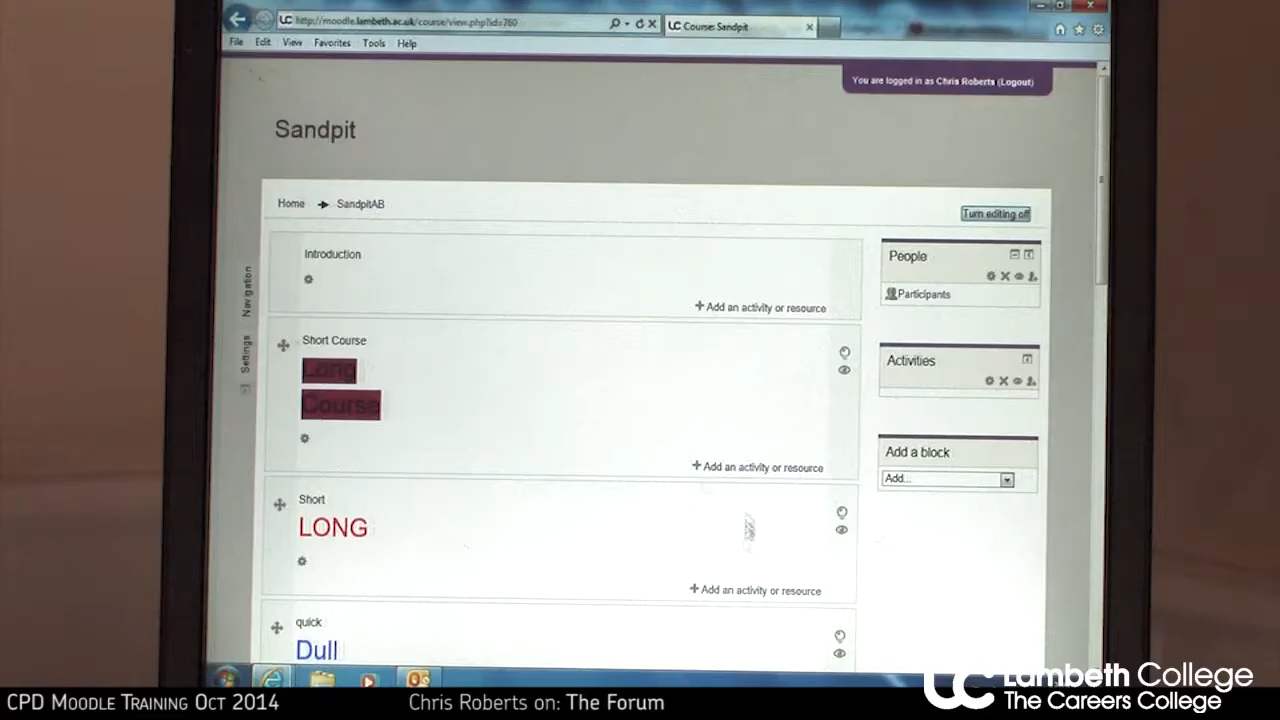 http://moodle.lambeth.ac.uk/course/view.php?id=760
UC Course: Sandpit
File Edit View Favorites Tools Help
You are logged in as Chris Roberts (Logout)
Sandpit
Home SandpitAB
Turn editing off
Navigation
Settings
Introduction
+ Add an activity or resource
Short Course
Long
Course
+ Add an activity or resource
Short
LONG
+ Add an activity or resource
quick
Dull
People
Participants
Activities
Add a block
Add...
UC Lambeth College
The Careers College
CPD MOODLE TRAINING OCT 2014
Chris Roberts on: The Forum